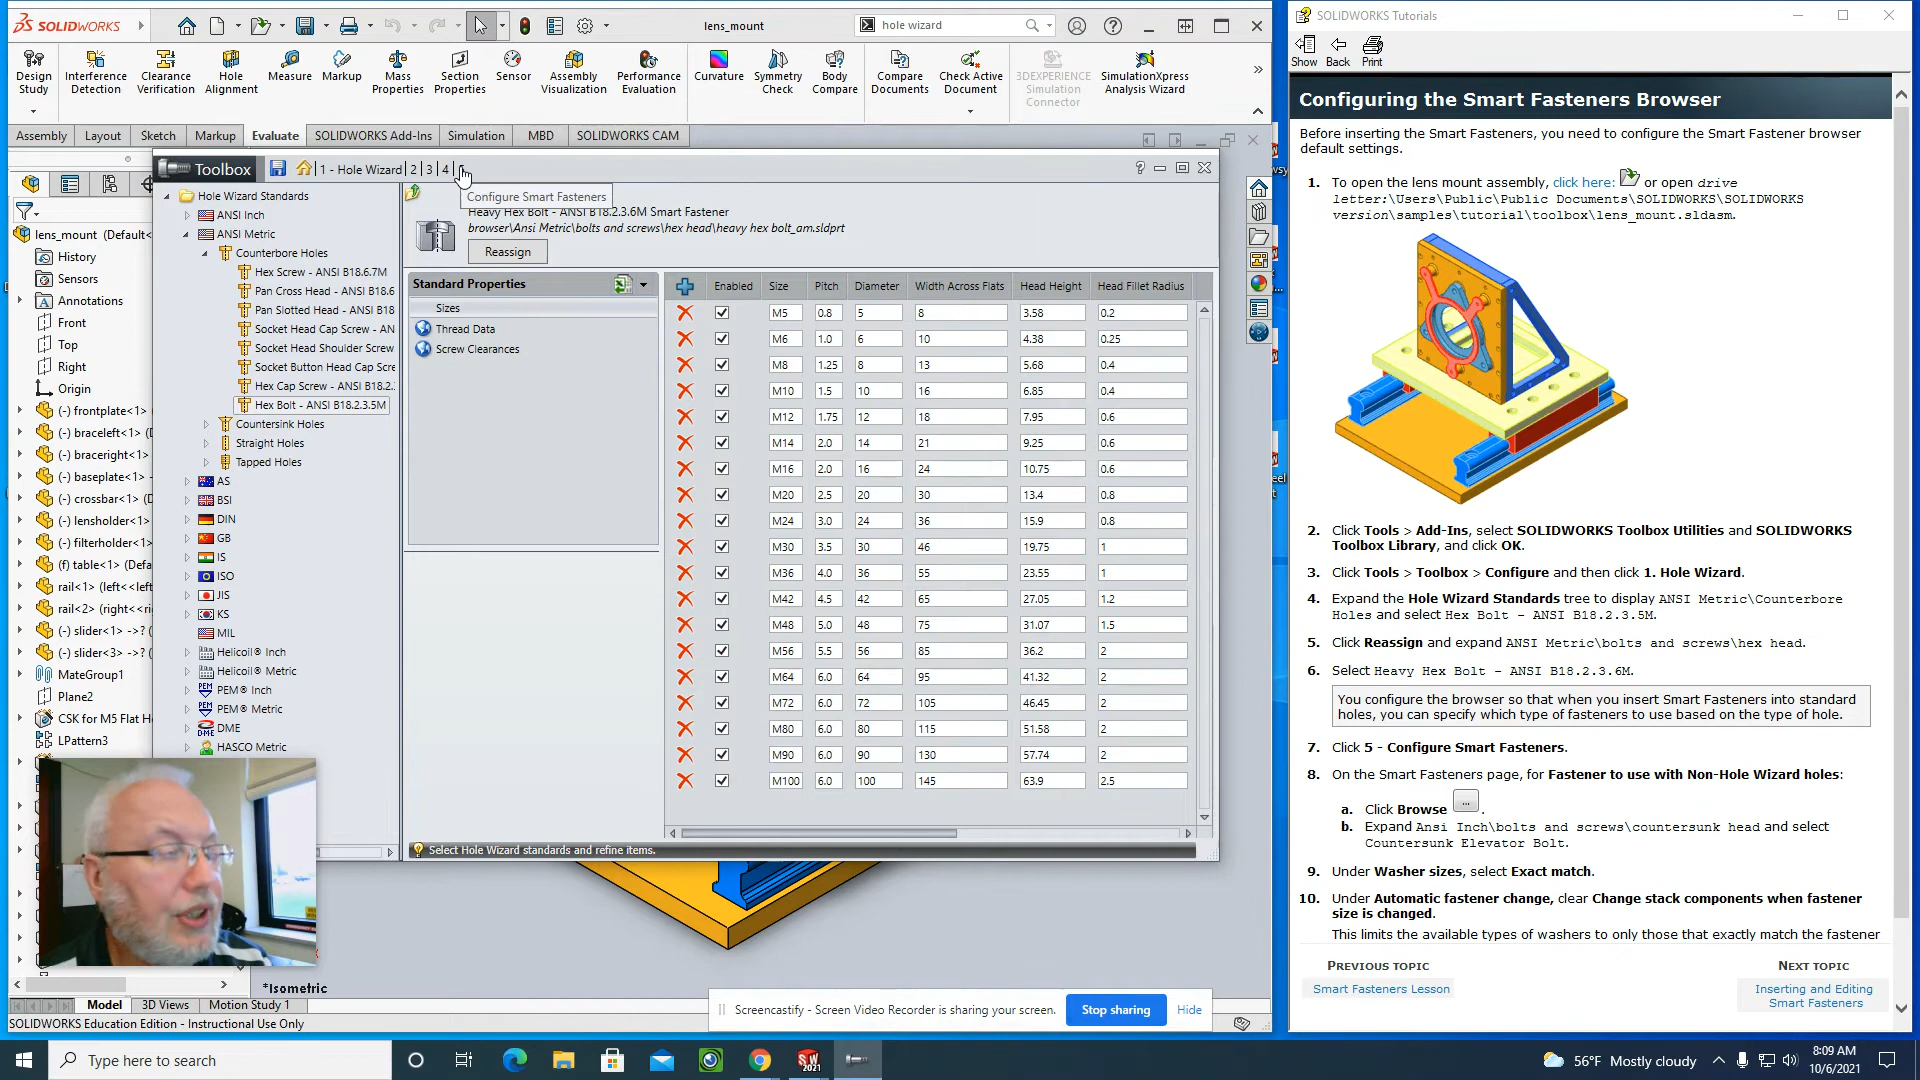 SOLIDWORKS
lens_mount
hole wizard
Design Study
Interference Detection
Clearance Verification
Hole Alignment
Measure
Markup
Mass Properties
Section Properties
Sensor
Assembly Visualization
Performance Evaluation
Curvature
Symmetry Check
Body Compare
Compare Documents
Check Active Document
3DEXPERIENCE Simulation Connector
SimulationXpress Analysis Wizard
Assembly
Layout
Sketch
Markup
Evaluate
SOLIDWORKS Add-Ins
Simulation
MBD
SOLIDWORKS CAM
lens_mount (Default<
History
Sensors
Annotations
Front
Top
Right
Origin
(-) frontplate<1> (
(-) braceleft<1> (D
(-) braceright<1> (
(-) baseplate<1> -
(-) crossbar<1> (D
(-) lensholder<1>
(-) filterholder<1>
(f) table<1> (Defa
rail<1> (left<<left
rail<2> (right<<rig
(-) slider<1> ->? (
(-) slider<3> ->? (
MateGroup1
Plane2
CSK for M5 Flat He
LPattern3
Toolbox
1 - Hole Wizard | 2 | 3 | 4 |
Configure Smart Fasteners
Hole Wizard Standards
ANSI Inch
ANSI Metric
Counterbore Holes
Hex Screw - ANSI B18.6.7M
Pan Cross Head - ANSI B18.6
Pan Slotted Head - ANSI B18
Socket Head Cap Screw - AN
Socket Head Shoulder Screw
Socket Button Head Cap Scre
Hex Cap Screw - ANSI B18.2.
Hex Bolt - ANSI B18.2.3.5M
Countersink Holes
Straight Holes
Tapped Holes
AS
BSI
DIN
GB
IS
ISO
JIS
KS
MIL
Helicoil® Inch
Helicoil® Metric
PEM® Inch
PEM® Metric
DME
HASCO Metric
Heavy Hex Bolt - ANSI B18.2.3.6M Smart Fastener
browser\Ansi Metric\bolts and screws\hex head\heavy hex bolt_am.sldprt
Reassign
Standard Properties
Sizes
Thread Data
Screw Clearances
Enabled Size Pitch Diameter Width Across Flats Head Height Head Fillet Radius
M5 0.8 5 8 3.58 0.2
M6 1.0 6 10 4.38 0.25
M8 1.25 8 13 5.68 0.4
M10 1.5 10 16 6.85 0.4
M12 1.75 12 18 7.95 0.6
M14 2.0 14 21 9.25 0.6
M16 2.0 16 24 10.75 0.6
M20 2.5 20 30 13.4 0.8
M24 3.0 24 36 15.9 0.8
M30 3.5 30 46 19.75 1
M36 4.0 36 55 23.55 1
M42 4.5 42 65 27.05 1.2
M48 5.0 48 75 31.07 1.5
M56 5.5 56 85 36.2 2
M64 6.0 64 95 41.32 2
M72 6.0 72 105 46.45 2
M80 6.0 80 115 51.58 2
M90 6.0 90 130 57.74 2
M100 6.0 100 145 63.9 2.5
Select Hole Wizard standards and refine items.
*Isometric
Model
3D Views
Motion Study 1
SOLIDWORKS Education Edition - Instructional Use Only
Screencastify - Screen Video Recorder is sharing your screen.
Stop sharing
Hide
SOLIDWORKS Tutorials
Show
Back
Print
Configuring the Smart Fasteners Browser
Before inserting the Smart Fasteners, you need to configure the Smart Fastener browser
default settings.
1. To open the lens mount assembly, click here: or open drive
letter:\Users\Public\Public Documents\SOLIDWORKS\SOLIDWORKS
version\samples\tutorial\toolbox\lens_mount.sldasm.
2. Click Tools > Add-Ins, select SOLIDWORKS Toolbox Utilities and SOLIDWORKS
Toolbox Library, and click OK.
3. Click Tools > Toolbox > Configure and then click 1. Hole Wizard.
4. Expand the Hole Wizard Standards tree to display ANSI Metric\Counterbore
Holes and select Hex Bolt - ANSI B18.2.3.5M.
5. Click Reassign and expand ANSI Metric\bolts and screws\hex head.
6. Select Heavy Hex Bolt - ANSI B18.2.3.6M.
You configure the browser so that when you insert Smart Fasteners into standard
holes, you can specify which type of fasteners to use based on the type of hole.
7. Click 5 - Configure Smart Fasteners.
8. On the Smart Fasteners page, for Fastener to use with Non-Hole Wizard holes:
a. Click Browse ... .
b. Expand Ansi Inch\bolts and screws\countersunk head and select
Countersunk Elevator Bolt.
9. Under Washer sizes, select Exact match.
10. Under Automatic fastener change, clear Change stack components when fastener
size is changed.
This limits the available types of washers to only those that exactly match the fastener
PREVIOUS TOPIC
Smart Fasteners Lesson
NEXT TOPIC
Inserting and Editing
Smart Fasteners
Type here to search
SW
2021
56°F Mostly cloudy
8:09 AM
10/6/2021